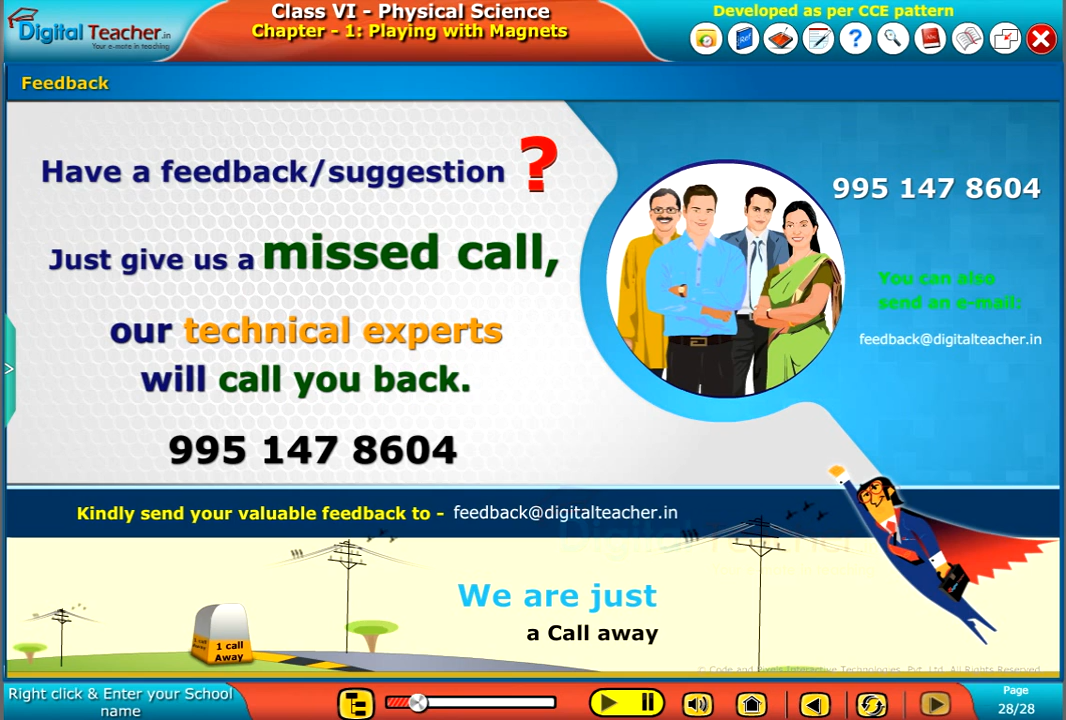 Digital Teacher.in
Your e-mate in teaching
Class VI - Physical Science
Chapter - 1: Playing with Magnets
Developed as per CCE pattern
Feedback
Have a feedback/suggestion ?
Just give us a missed call,
our technical experts
will call you back.
995 147 8604
995 147 8604
You can also
send an e-mail:
feedback@digitalteacher.in
Kindly send your valuable feedback to - feedback@digitalteacher.in
We are just
a Call away
1 call
Away
Right click & Enter your School
name
Page
28/28